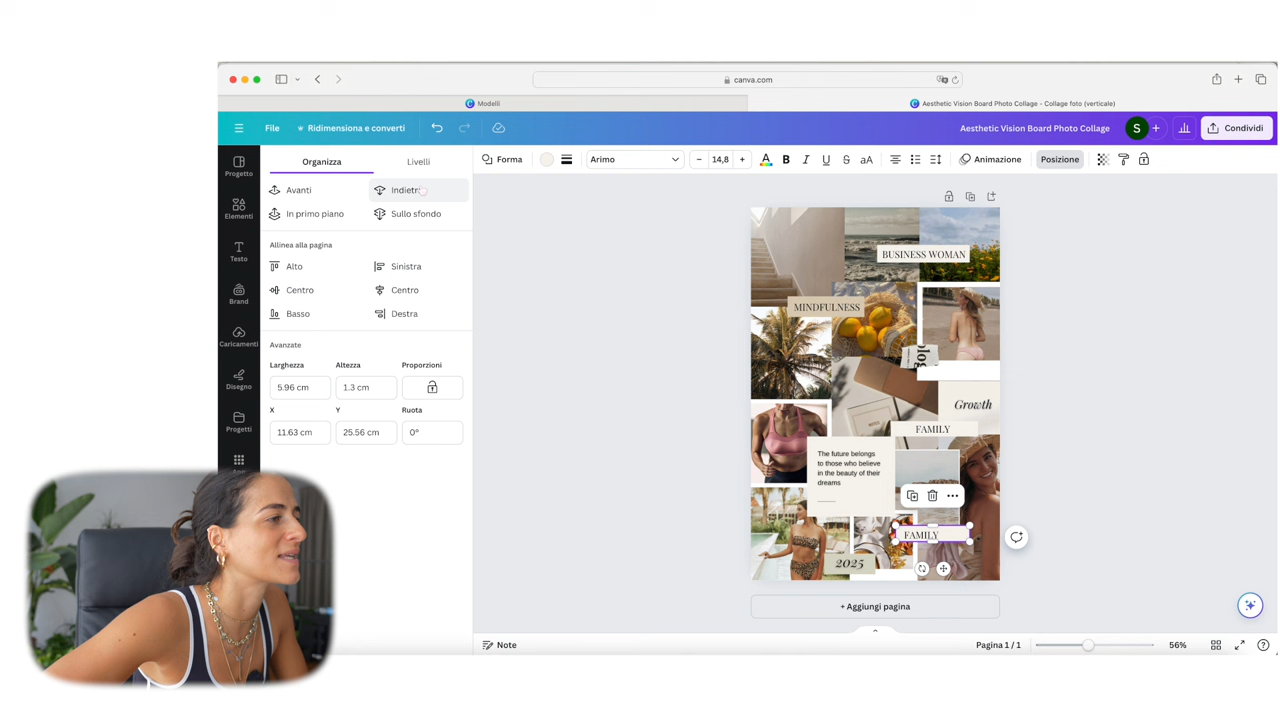 canva.com
Modelli
Aesthetic Vision Board Photo Collage - Collage foto (verticale)
File
Ridimensiona e converti
Aesthetic Vision Board Photo Collage
S
Condividi
Progetto
Elementi
Testo
Brand
Caricamenti
Disegno
Progetti
Organizza
Livelli
Avanti
In primo piano
Sullo sfondo
Allinea alla pagina
Alto
Sinistra
Centro
Centro
Basso
Destra
Avanzate
Larghezza
Altezza
Proporzioni
5.96 cm
1.3 cm
X
Y
Ruota
11.63 cm
25.56 cm
0°
Forma
Arimo
14,8
A
B
I
U
S
aA
Animazione
Posizione
BUSINESS WOMAN
MINDFULNESS
Growth
FAMILY
The future belongs
to those who believe
in the beauty of their
dreams
FAMILY
2025
+ Aggiungi pagina
Note
Pagina 1 / 1
56%